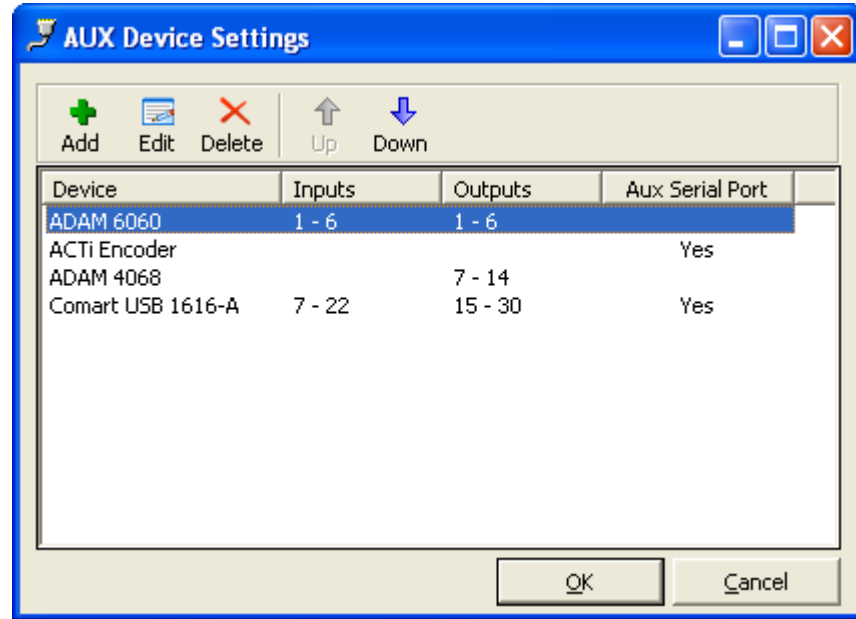 AUX Device Settings
Add Edit Delete Up Down
Device Inputs Outputs Aux Serial Port
ADAM 6060 1 - 6 1 - 6
ACTi Encoder Yes
ADAM 4068 7 - 14
Comart USB 1616-A 7 - 22 15 - 30 Yes
OK Cancel